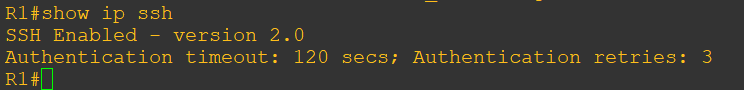 R1#show ip ssh
SSH Enabled - version 2.0
Authentication timeout: 120 secs; Authentication retries: 3
R1#